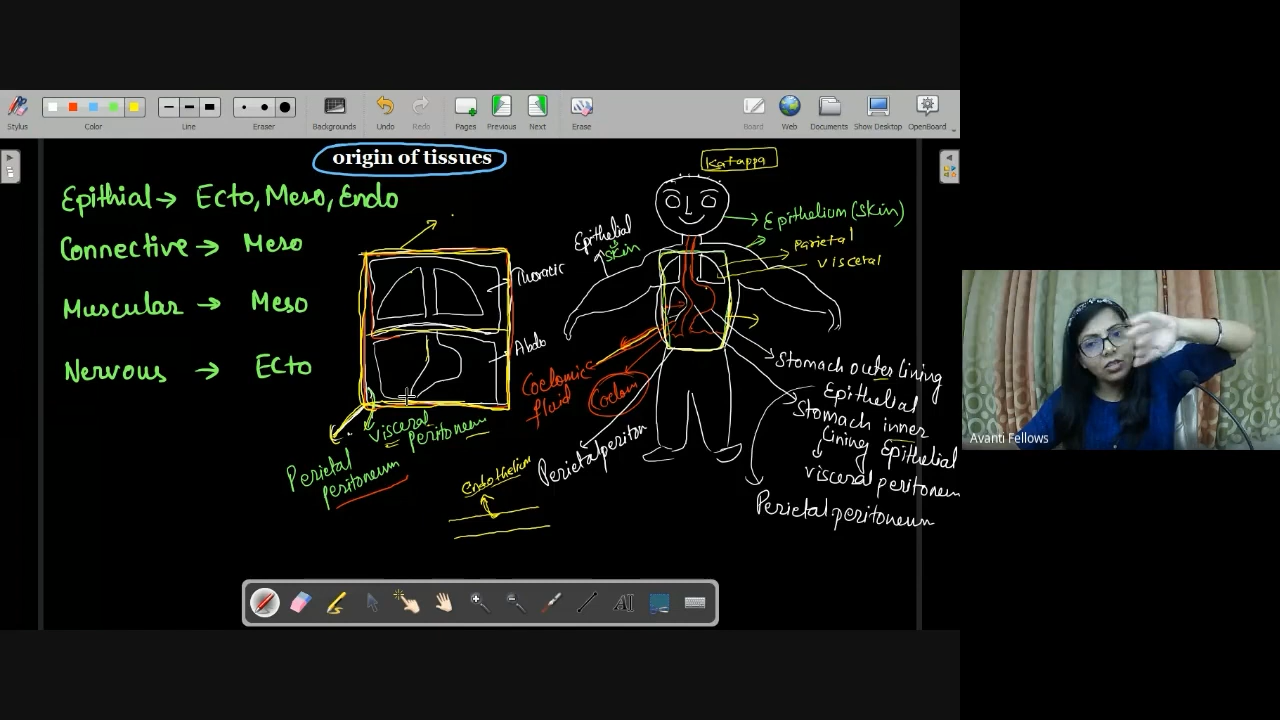 Stylus
Color
Line
Eraser
Backgrounds
Undo
Redo
Pages
Previous
Next
Erase
Board
Web
Documents
Show Desktop
OpenBoard
origin of tissues
Katappa
Epithial → Ecto, Meso, Endo
Connective → Meso
Muscular → Meso
Nervous → Ecto
Thoracic
Abdo
Visceral
Peritoneum
Perietal
peritoneum
Endothelium
Epithelial
skin
Epithelium (skin)
Parietal
visceral
Coelomic
fluid
Coelom
Perietal periton
Stomach outer lining
Epithelial
Stomach inner
lining Epithelial
visceral peritoneum
Perietal peritoneum
AI
Avanti Fellows